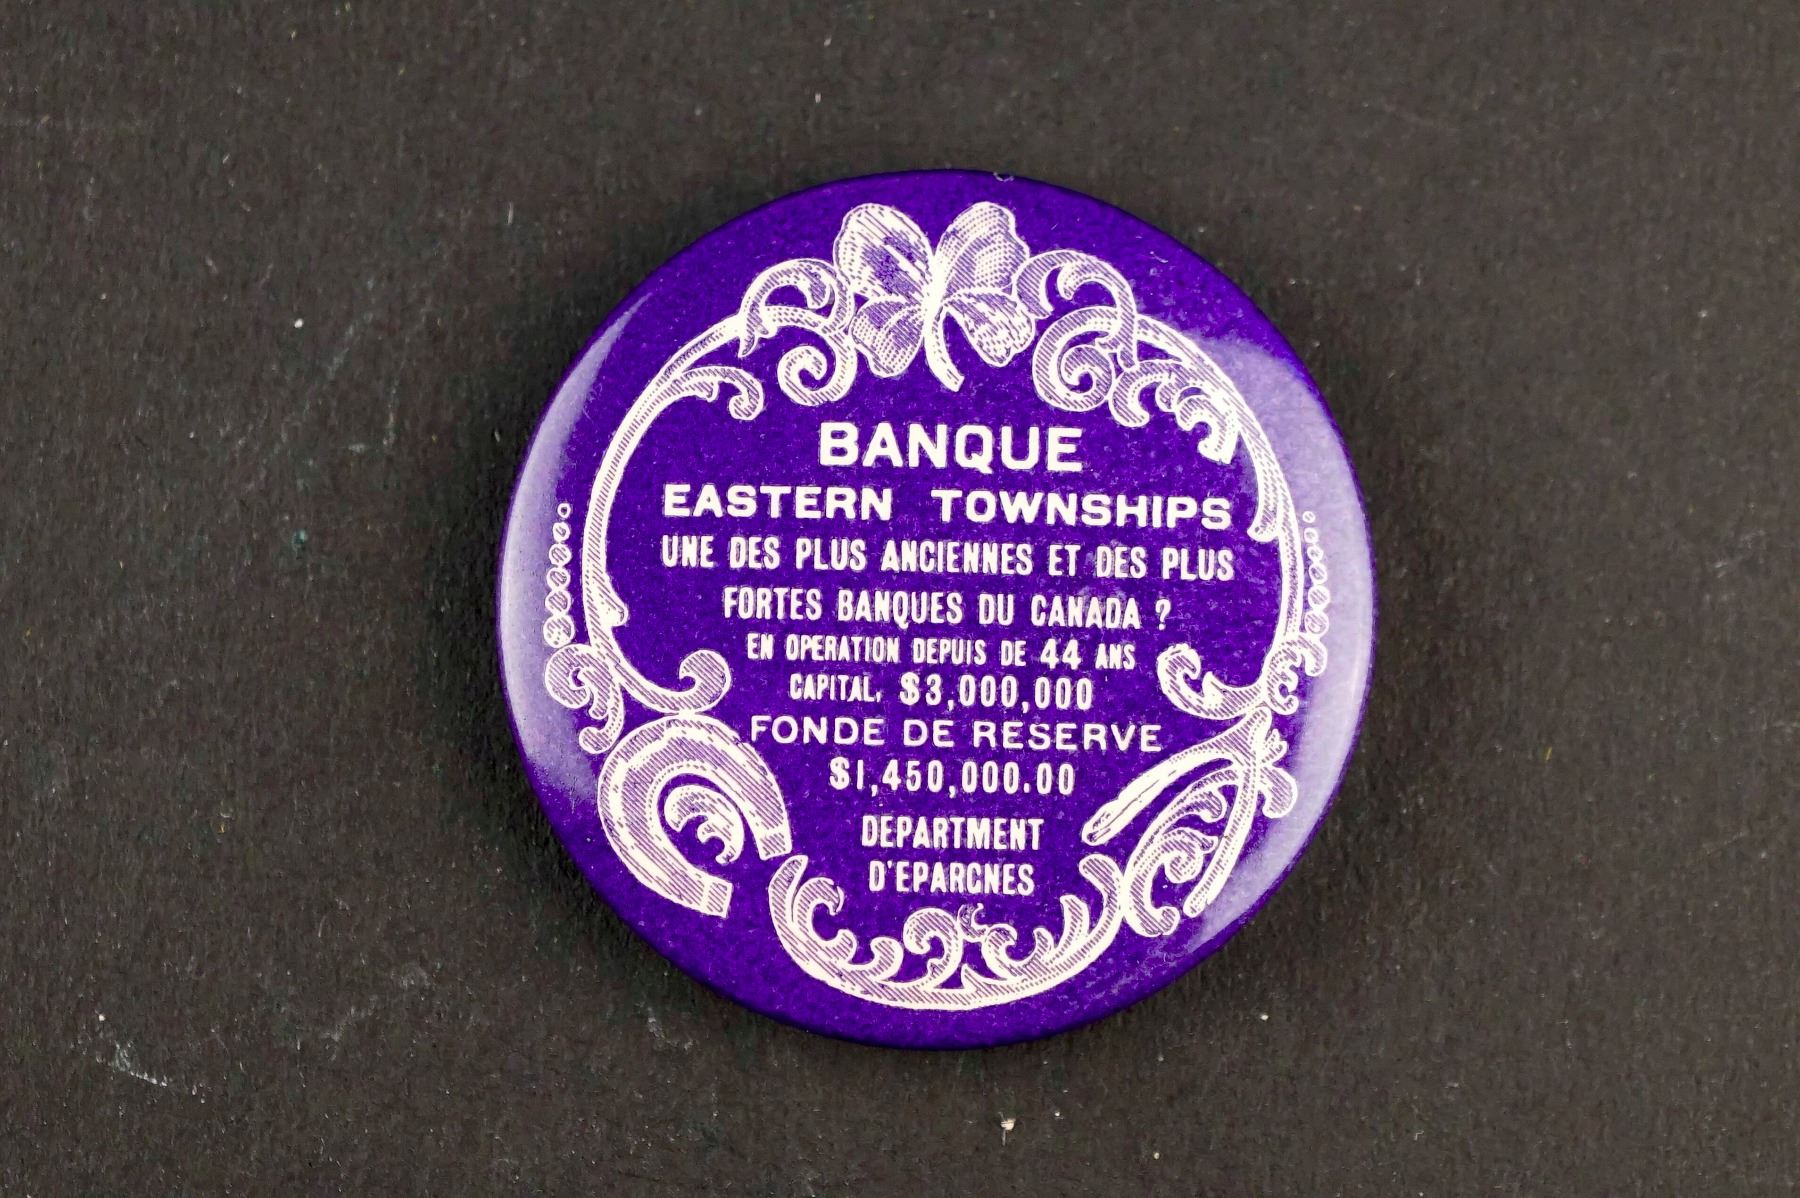 BANQUE
EASTERN TOWNSHIPS
UNE DES PLUS ANCIENNES ET DES PLUS
FORTES BANQUES DU CANADA ?
EN OPERATION DEPUIS DE 44 ANS
CAPITAL, $3,000,000
FONDE DE RESERVE
$1,450,000.00
DEPARTMENT
D'EPARGNES